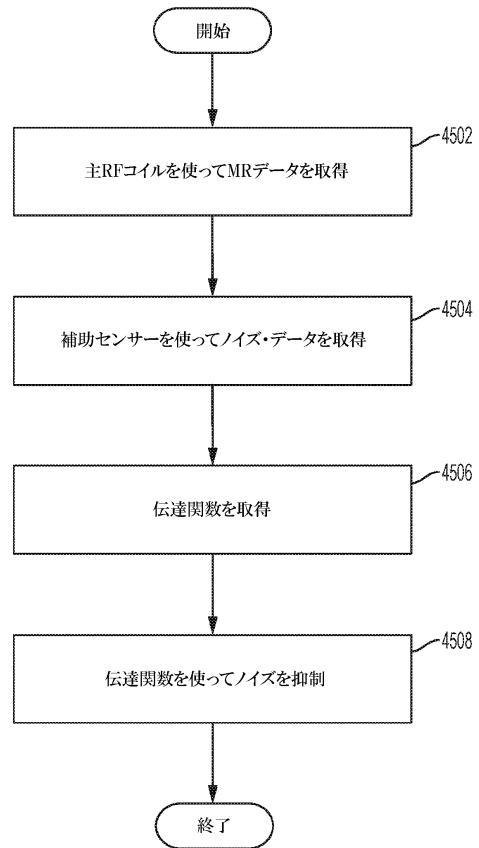 開始
4502
主RFコイルを使ってMRデータを取得
4504
補助センサーを使ってノイズ・データを取得
4506
伝達関数を取得
4508
伝達関数を使ってノイズを抑制
終了